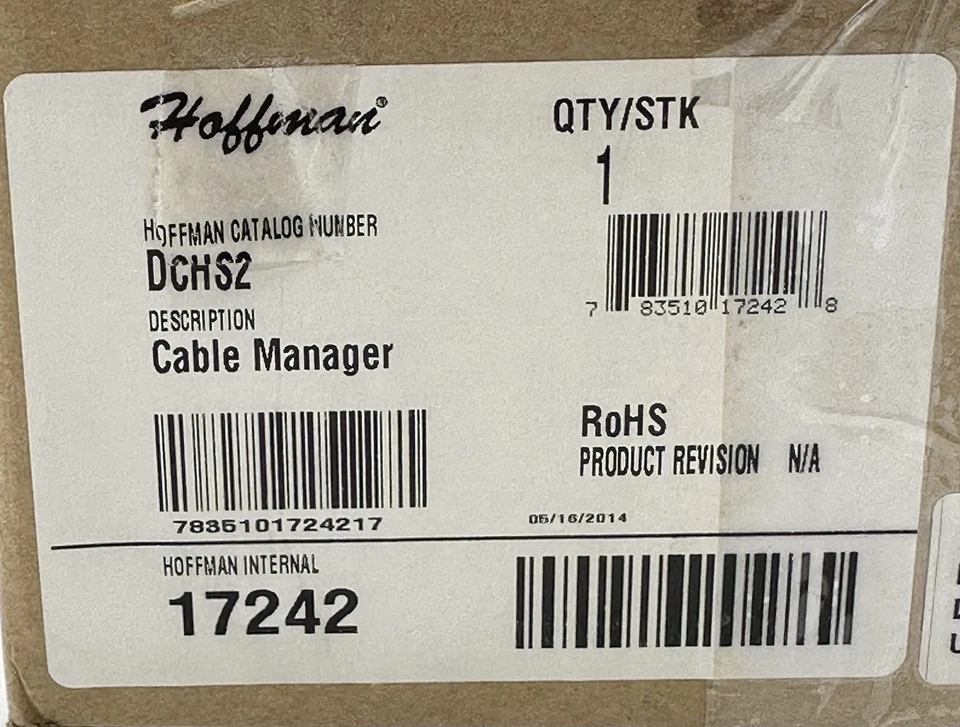 Hoffman®
QTY/STK
1
HOFFMAN CATALOG NUMBER
DCHS2
7 83510 17242 8
DESCRIPTION
Cable Manager
RoHS
PRODUCT REVISION N/A
7835101724217
05/16/2014
HOFFMAN INTERNAL
17242